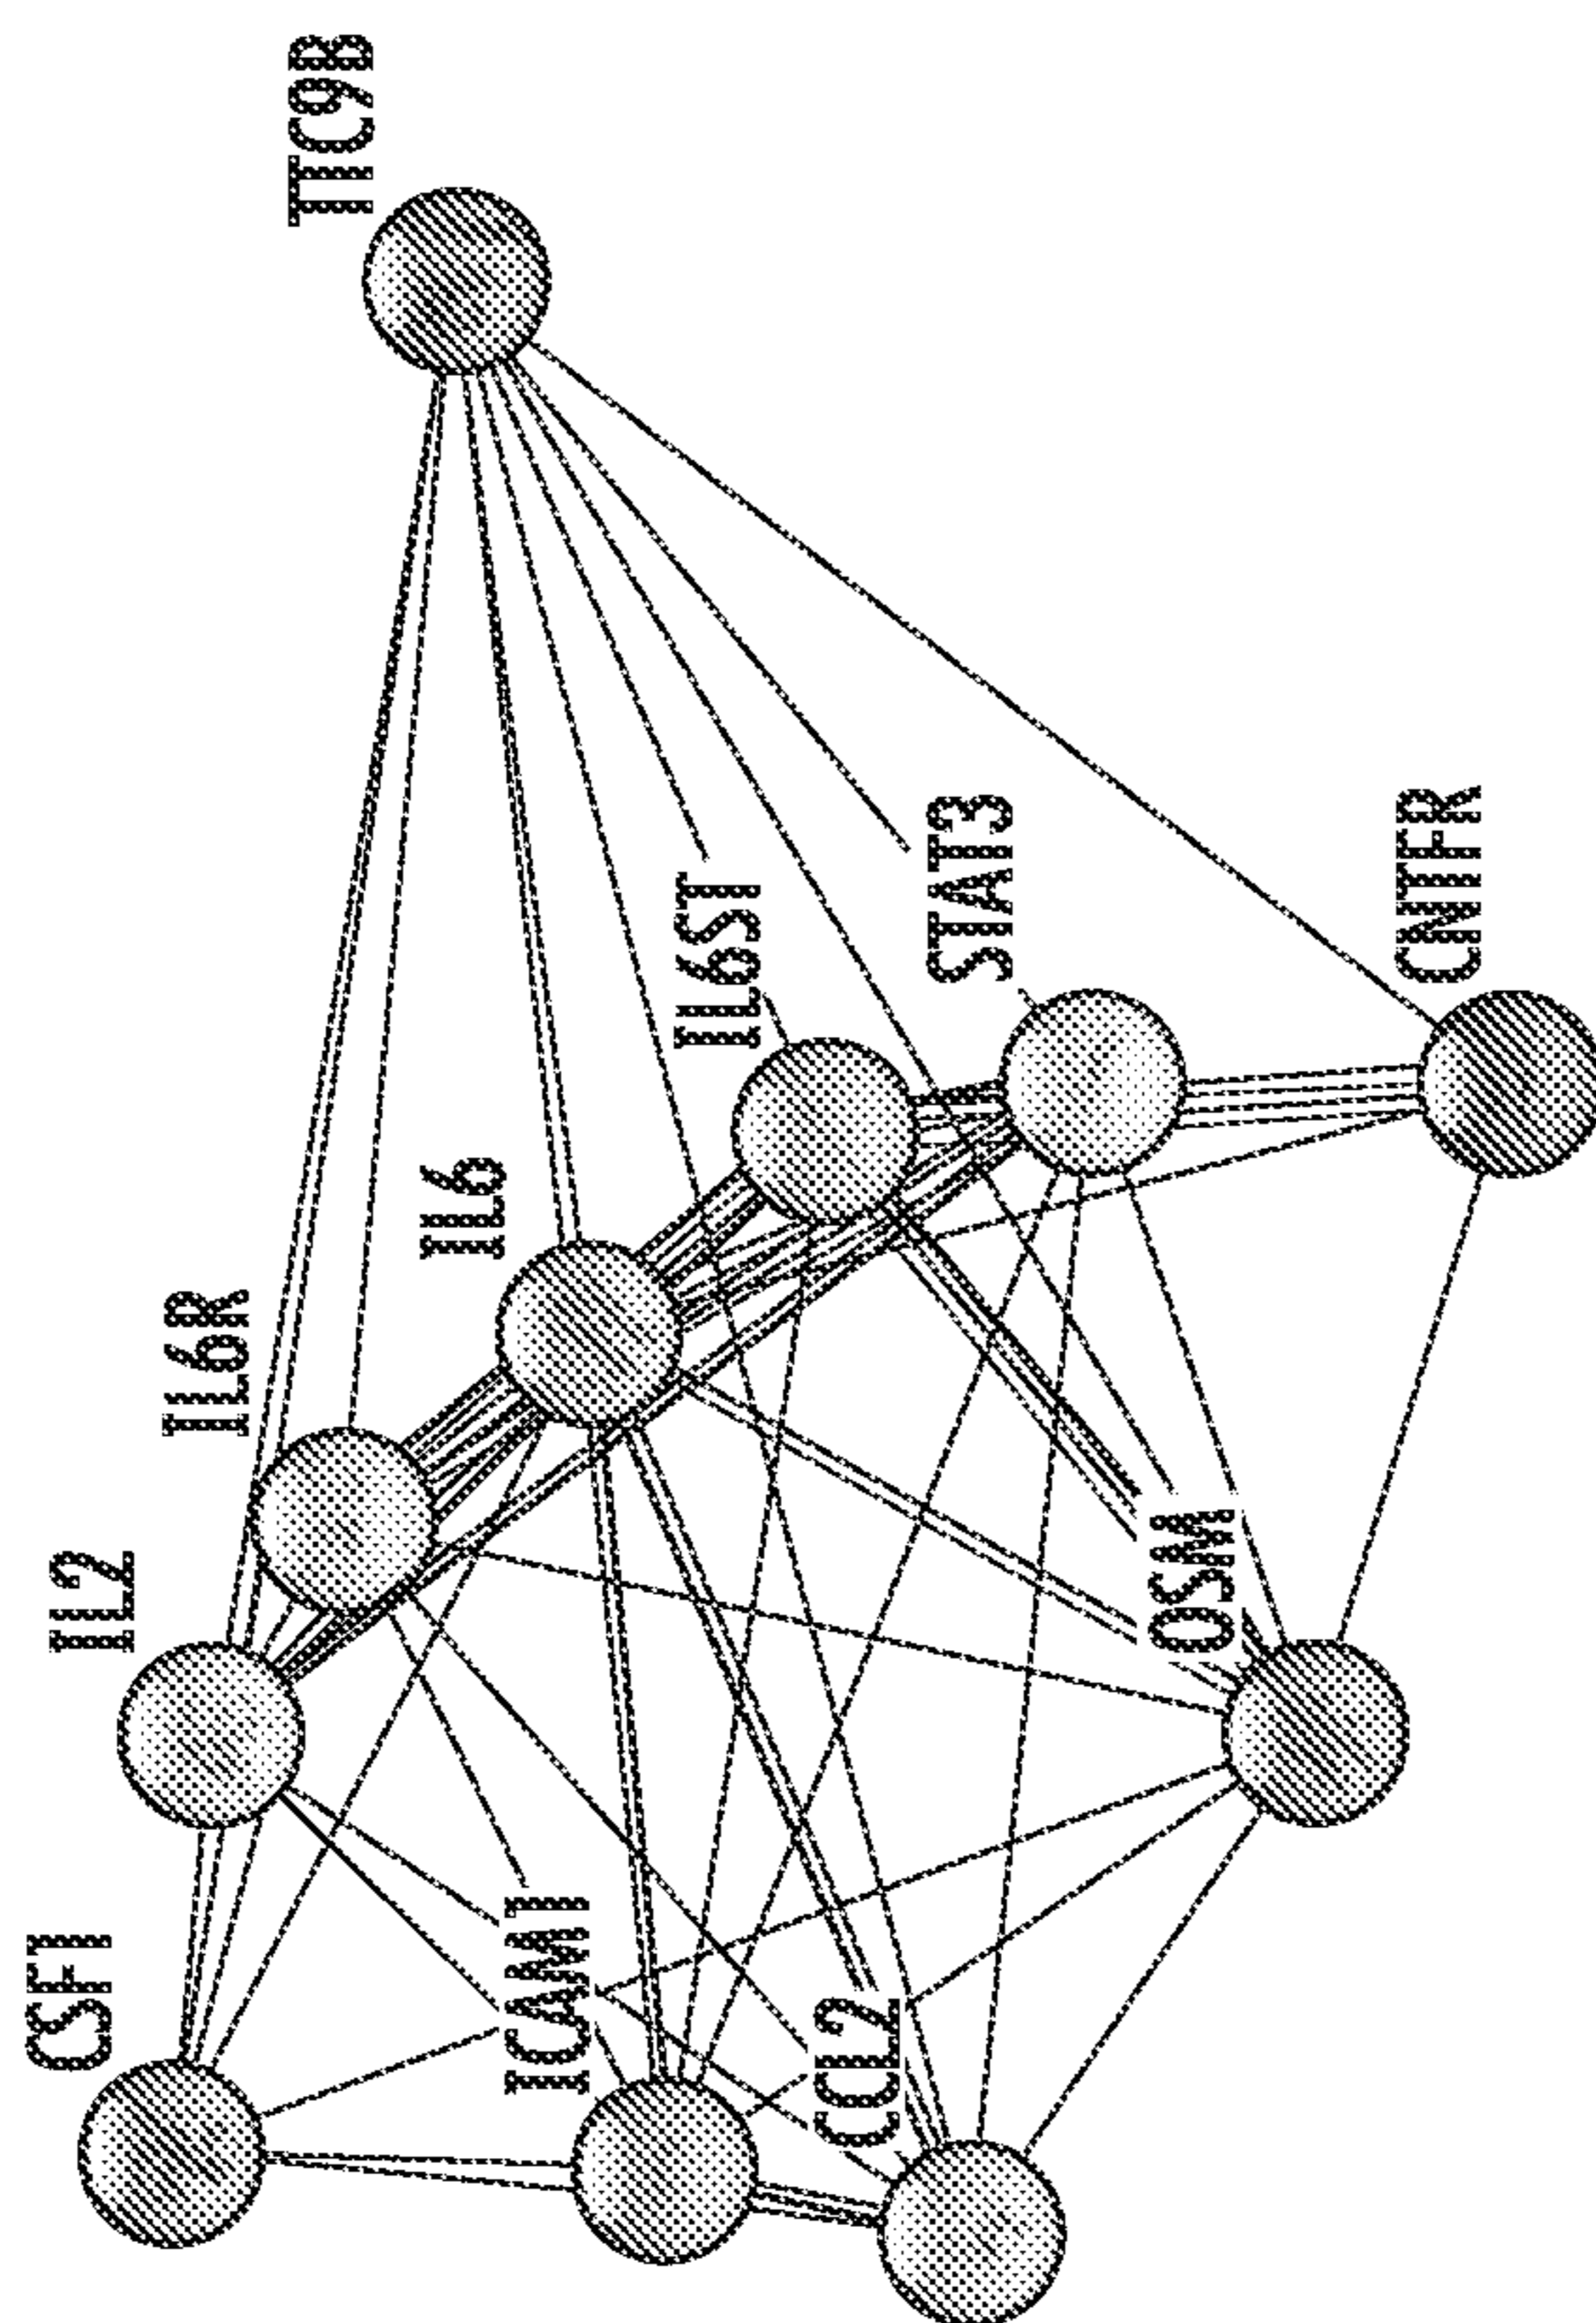 TTC9B
CNTFR
STAT3
IL6ST
IL6
IL6R
IL2
OSM
CSF1
ICAM1
CCL2